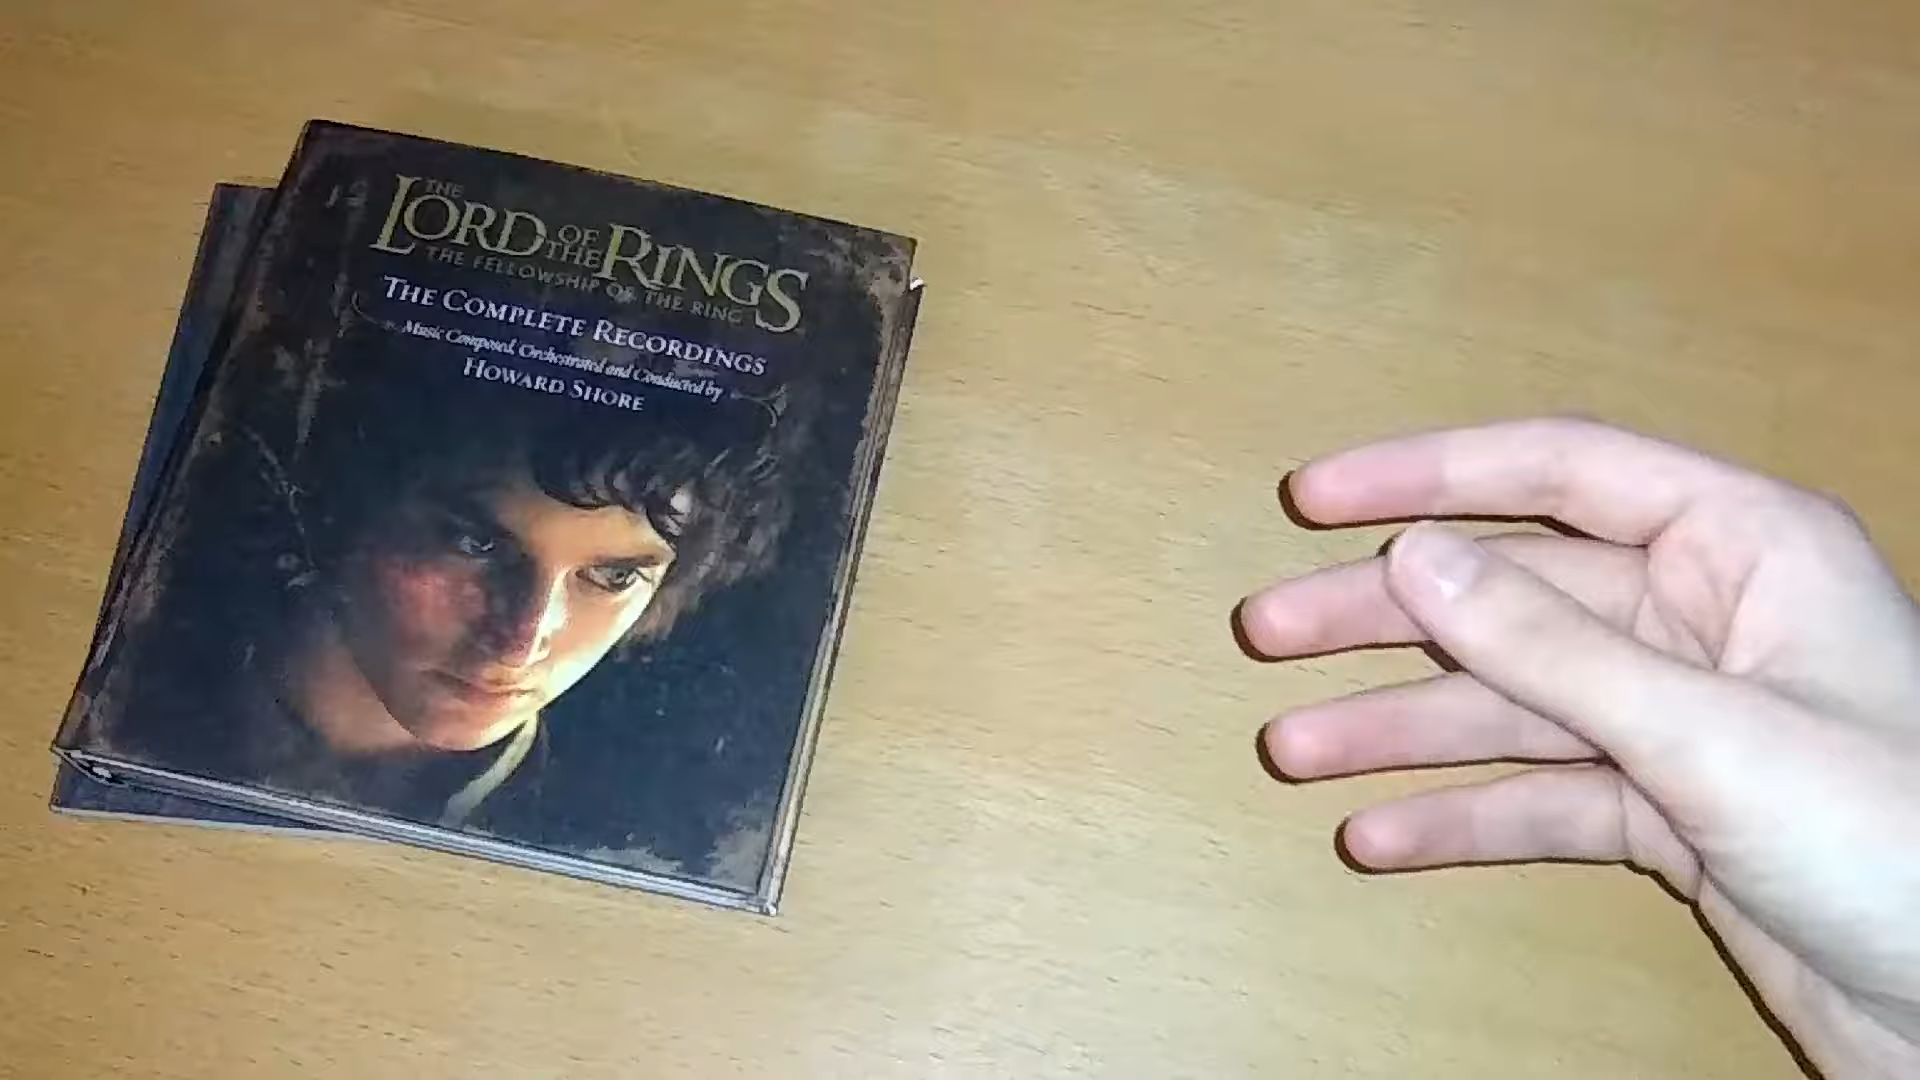 THE
LORD OF THE RINGS
THE FELLOWSHIP OF THE RING
THE COMPLETE RECORDINGS
Music Composed, Orchestrated and Conducted by
HOWARD SHORE